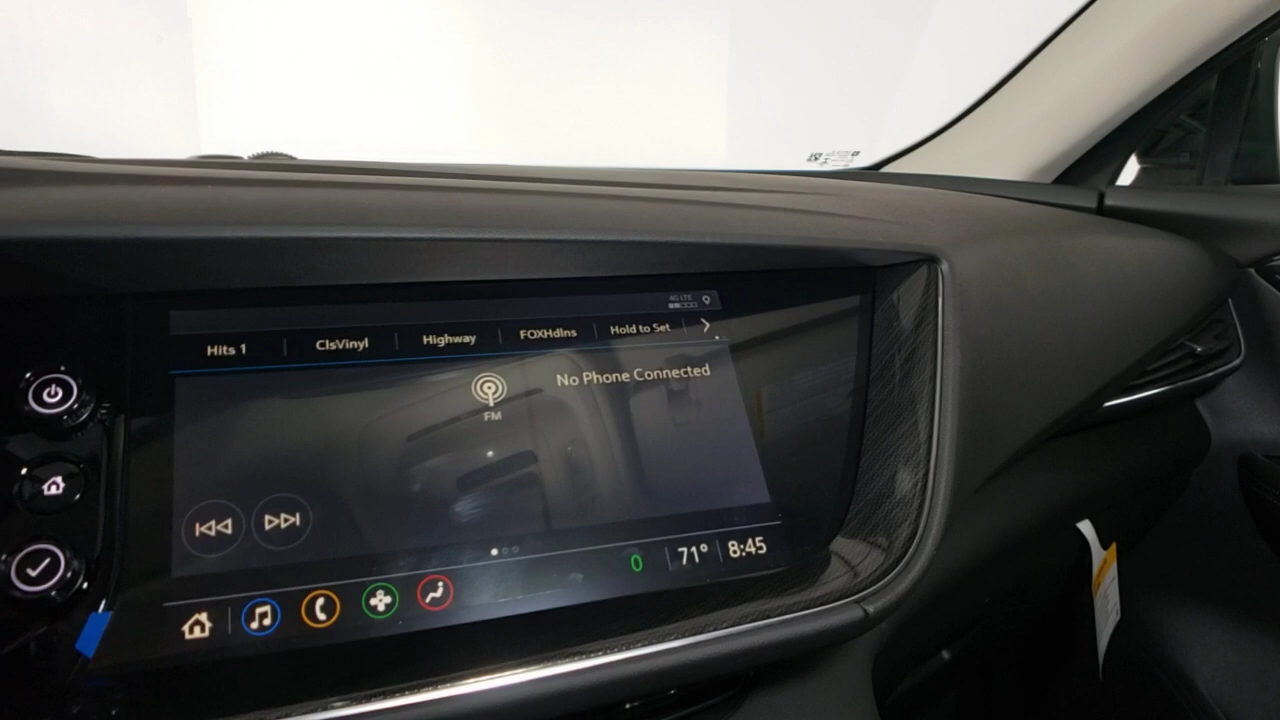 4G LTE
Hits 1 ClsVinyl Highway FOXHdlns Hold to Set
FM
No Phone Connected
0 71° 8:45